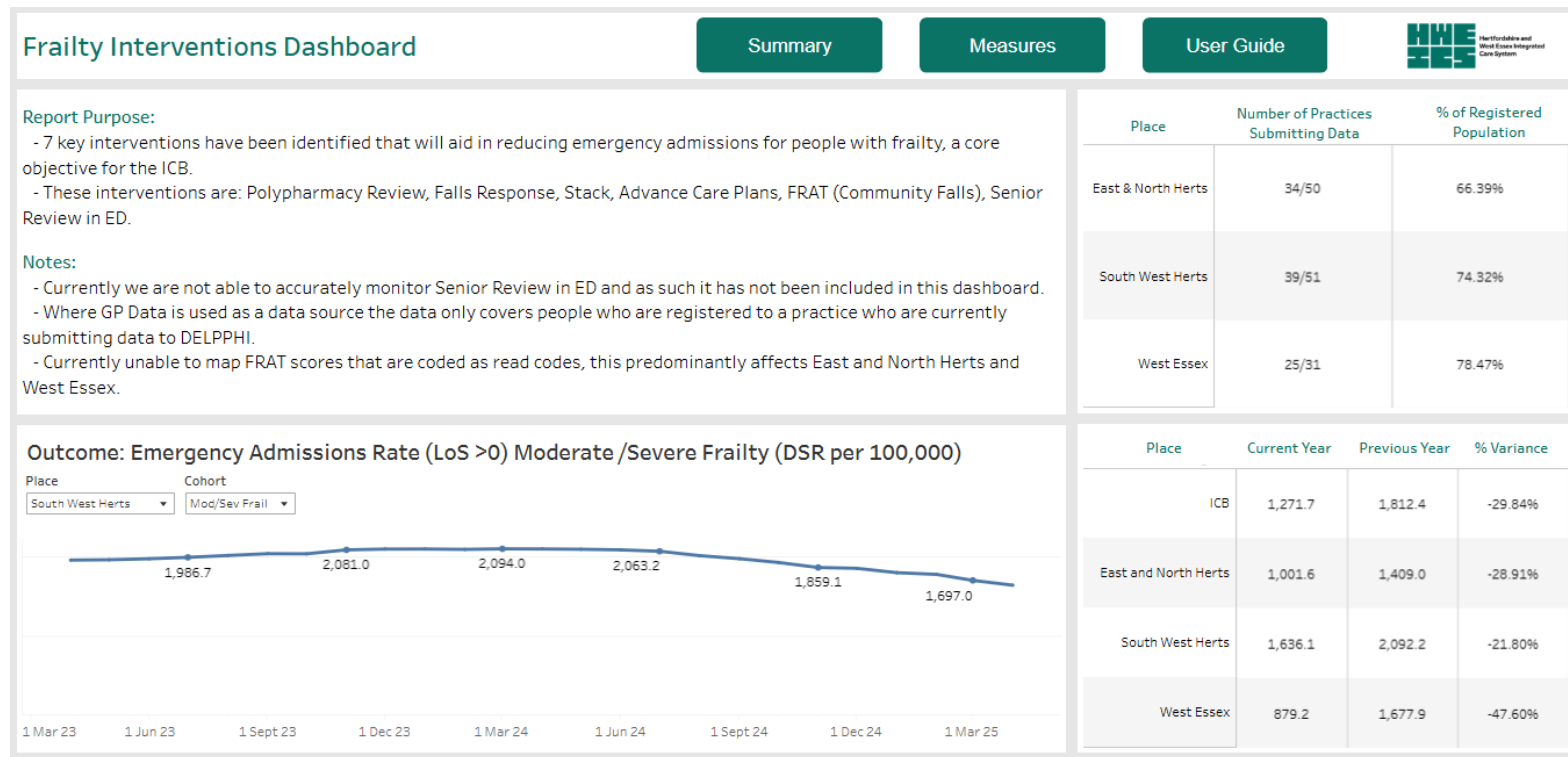 Frailty Interventions Dashboard
Summary
Measures
User Guide
HWE
ICS
Hertfordshire and
West Essex Integrated
Care System
Report Purpose:
- 7 key interventions have been identified that will aid in reducing emergency admissions for people with frailty, a core
objective for the ICB.
- These interventions are: Polypharmacy Review, Falls Response, Stack, Advance Care Plans, FRAT (Community Falls), Senior
Review in ED.
Notes:
- Currently we are not able to accurately monitor Senior Review in ED and as such it has not been included in this dashboard.
- Where GP Data is used as a data source the data only covers people who are registered to a practice who are currently
submitting data to DELPPHI.
- Currently unable to map FRAT scores that are coded as read codes, this predominantly affects East and North Herts and
West Essex.
Place Number of Practices Submitting Data % of Registered Population
East & North Herts 34/50 66.39%
South West Herts 39/51 74.32%
West Essex 25/31 78.47%
Outcome: Emergency Admissions Rate (LoS >0) Moderate /Severe Frailty (DSR per 100,000)
Place Cohort
South West Herts Mod/Sev Frail
1,986.7 2,081.0 2,094.0 2,063.2 1,859.1 1,697.0
1 Mar 23 1 Jun 23 1 Sept 23 1 Dec 23 1 Mar 24 1 Jun 24 1 Sept 24 1 Dec 24 1 Mar 25
Place Current Year Previous Year % Variance
ICB 1,271.7 1,812.4 -29.84%
East and North Herts 1,001.6 1,409.0 -28.91%
South West Herts 1,636.1 2,092.2 -21.80%
West Essex 879.2 1,677.9 -47.60%